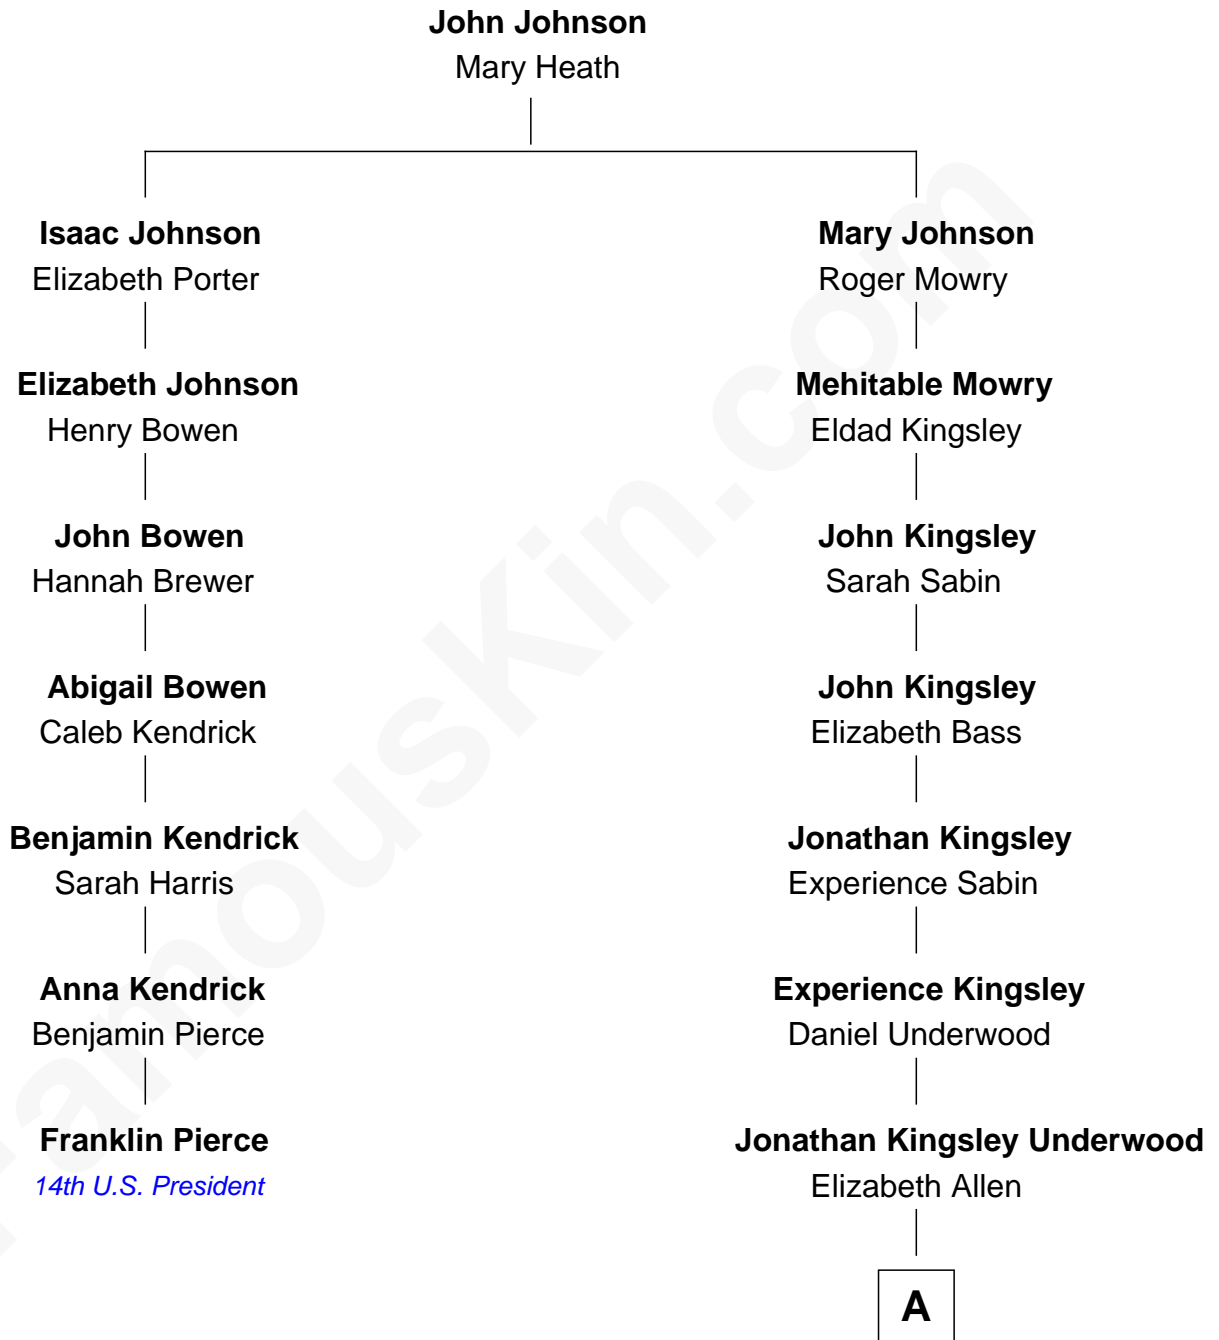 John Johnson
Mary Heath
Isaac Johnson
Elizabeth Porter
Mary Johnson
Roger Mowry
Elizabeth Johnson
Henry Bowen
Mehitable Mowry
Eldad Kingsley
John Bowen
Hannah Brewer
John Kingsley
Sarah Sabin
Abigail Bowen
Caleb Kendrick
John Kingsley
Elizabeth Bass
Benjamin Kendrick
Sarah Harris
Jonathan Kingsley
Experience Sabin
Anna Kendrick
Benjamin Pierce
Experience Kingsley
Daniel Underwood
Franklin Pierce
14th U.S. President
Jonathan Kingsley Underwood
Elizabeth Allen
A
FamousKin.com